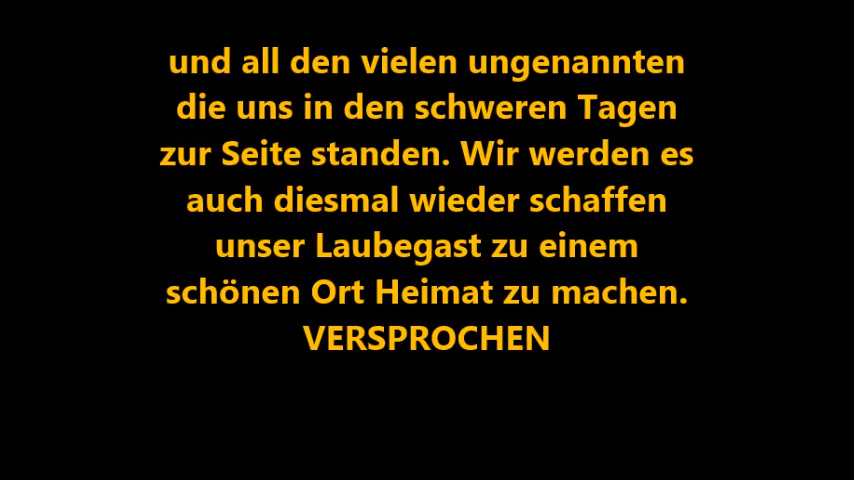 und all den vielen ungenannten
die uns in den schweren Tagen
zur Seite standen. Wir werden es
auch diesmal wieder schaffen
unser Laubegast zu einem
schönen Ort Heimat zu machen.
VERSPROCHEN